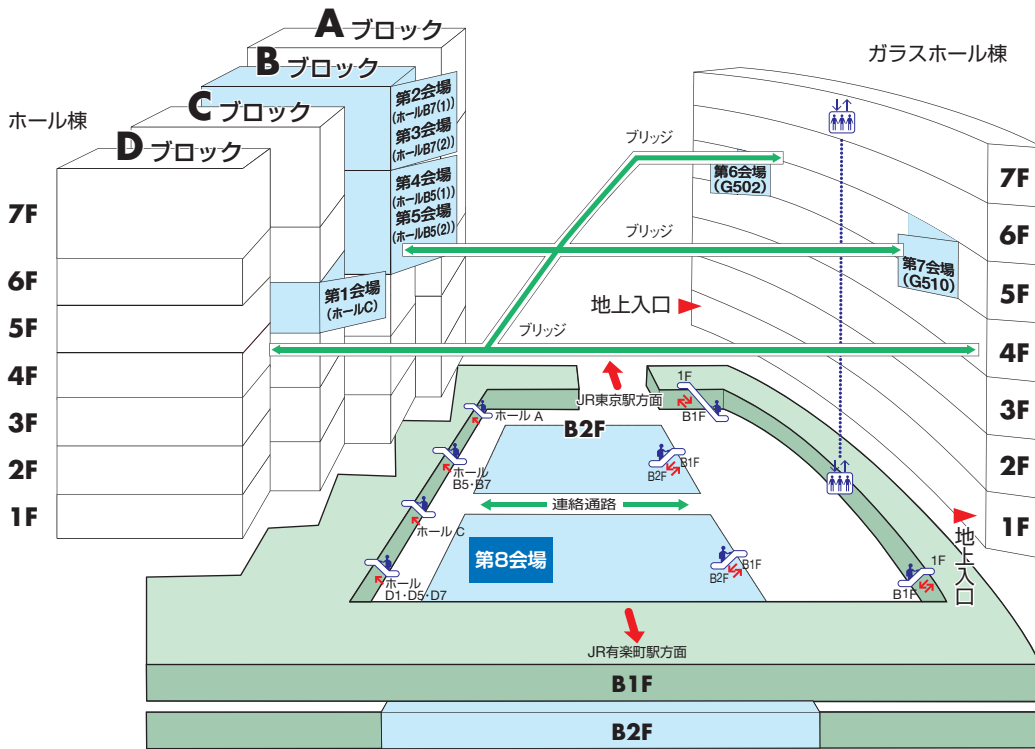 A ブロック
B ブロック
C ブロック
D ブロック
ホール棟
ガラスホール棟
第2会場
(ホールB7(1))
第3会場
(ホールB7(2))
第4会場
(ホールB5(1))
第5会場
(ホールB5(2))
第1会場
(ホールC)
ブリッジ
第6会場
(G502)
ブリッジ
第7会場
(G510)
ブリッジ
地上入口
7F
6F
5F
4F
3F
2F
1F
7F
6F
5F
4F
3F
2F
1F
地上入口
JR東京駅方面
B2F
1F
B1F
ホール A
ホール
B5・B7
ホール C
ホール
D1・D5・D7
B1F
B2F
連絡通路
第8会場
B1F
B2F
1F
B1F
JR有楽町駅方面
B1F
B2F